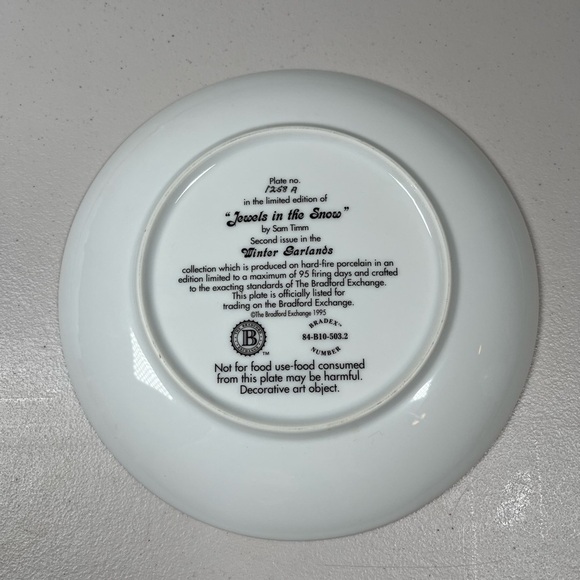 Plate no.
1258 A
in the limited edition of
"Jewels in the Snow"
by Sam Timm
Second issue in the
Winter Garlands
collection which is produced on hard-fire porcelain in an
edition limited to a maximum of 95 firing days and crafted
to the exacting standards of The Bradford Exchange.
This plate is officially listed for
trading on the Bradford Exchange.
©The Bradford Exchange 1995
B
TM
BRADEX™
84-B10-503.2
NUMBER
Not for food use-food consumed
from this plate may be harmful.
Decorative art object.